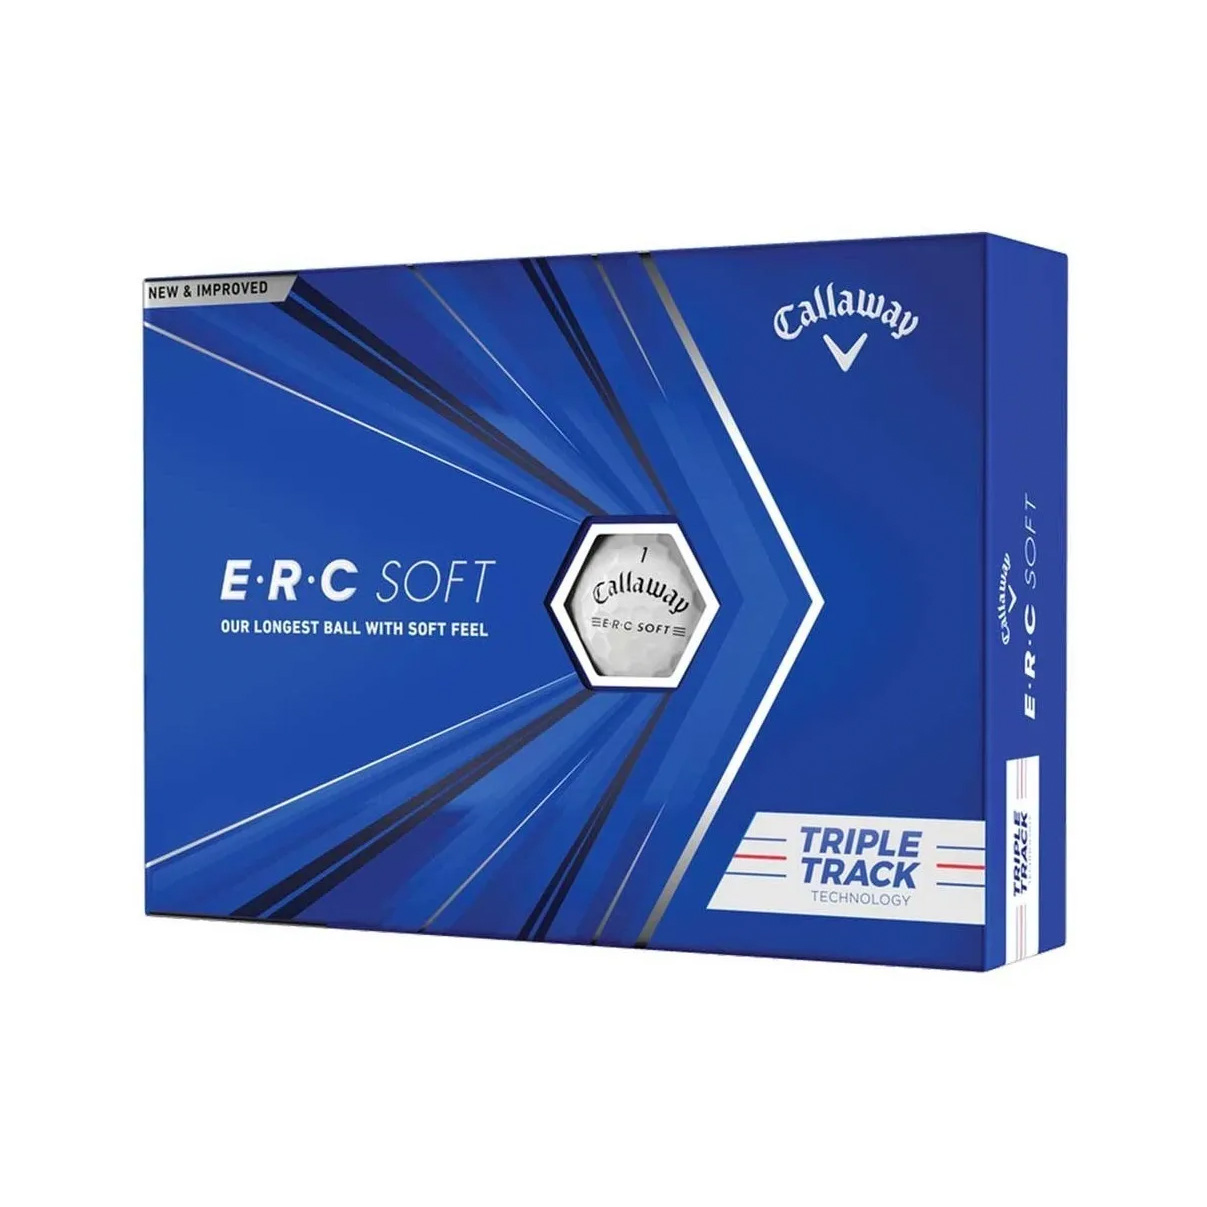 NEW & IMPROVED
Callaway
E·R·C SOFT
OUR LONGEST BALL WITH SOFT FEEL
1
Callaway
E·R·C SOFT
TRIPLE
TRACK
TECHNOLOGY
Callaway
E·R·C SOFT
TRIPLE
TRACK